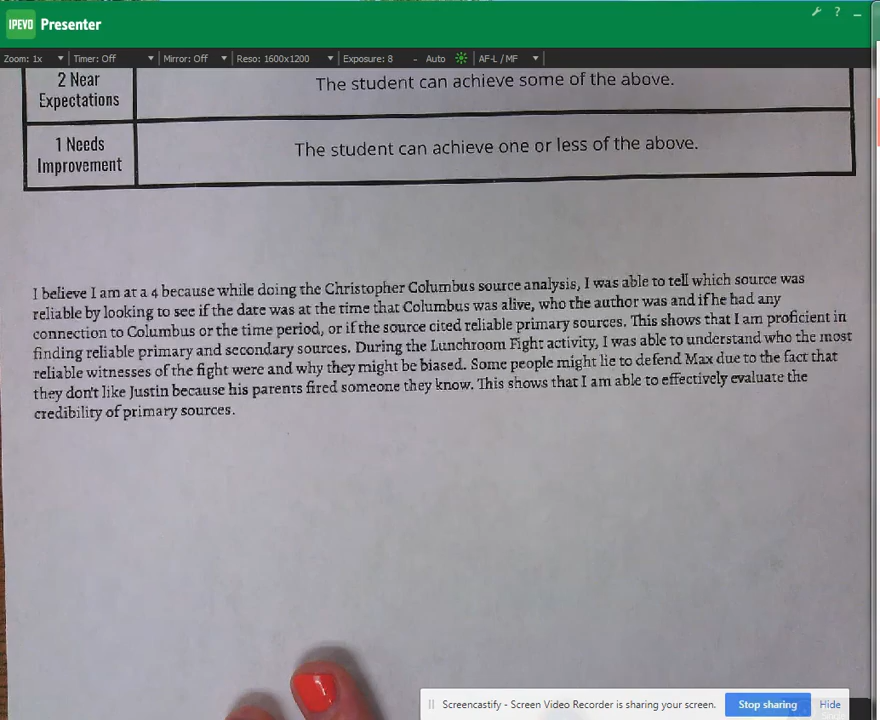 IPEVO Presenter
Zoom: 1x Timer: Off Mirror: Off Reso: 1600x1200 Exposure: 8 - Auto AF-L / MF
2 Near
Expectations
The student can achieve some of the above.
1 Needs
Improvement
The student can achieve one or less of the above.
I believe I am at a 4 because while doing the Christopher Columbus source analysis, I was able to tell which source was
reliable by looking to see if the date was at the time that Columbus was alive, who the author was and if he had any
connection to Columbus or the time period, or if the source cited reliable primary sources. This shows that I am proficient in
finding reliable primary and secondary sources. During the Lunchroom Fight activity, I was able to understand who the most
reliable witnesses of the fight were and why they might be biased. Some people might lie to defend Max due to the fact that
they don't like Justin because his parents fired someone they know. This shows that I am able to effectively evaluate the
credibility of primary sources.
Screencastify - Screen Video Recorder is sharing your screen. Stop sharing Hide